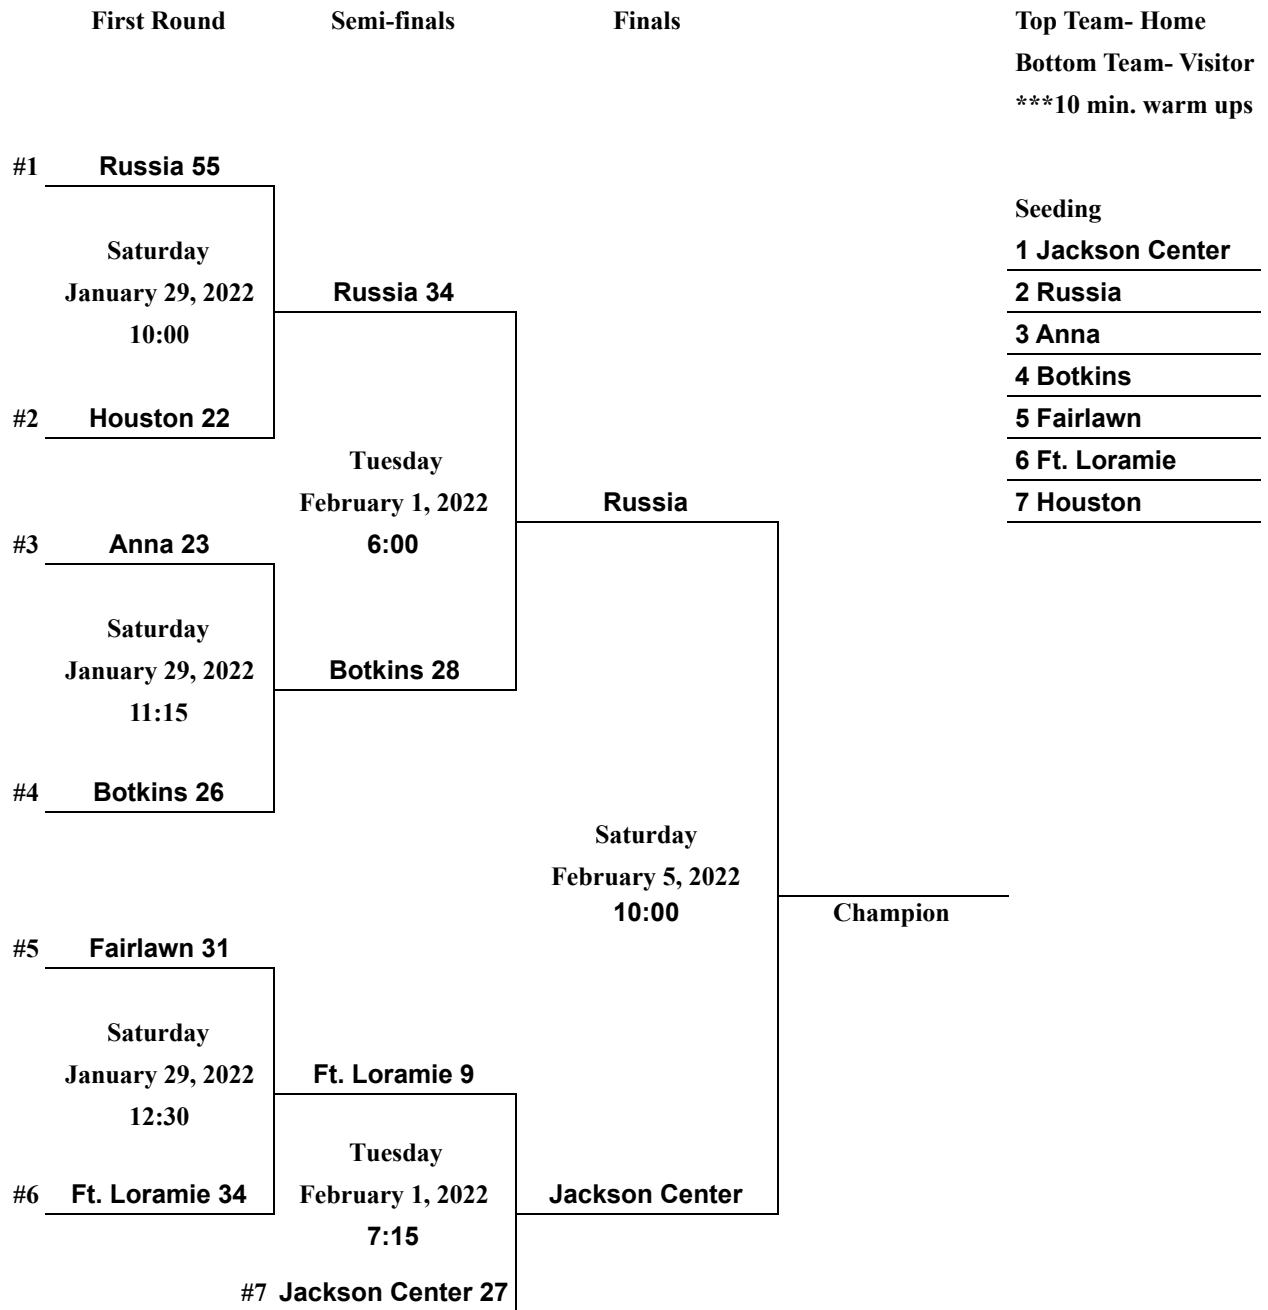 First Round Semi-finals Finals Top Team- Home
Bottom Team- Visitor
***10 min. warm ups
#1 Russia 55
Seeding
Saturday 1 Jackson Center
January 29, 2022 Russia 34 2 Russia
10:00 3 Anna
4 Botkins
#2 Houston 22 5 Fairlawn
Tuesday 6 Ft. Loramie
February 1, 2022 Russia 7 Houston
#3 Anna 23 6:00
Saturday
January 29, 2022 Botkins 28
11:15
#4 Botkins 26
Saturday
February 5, 2022
10:00 Champion
#5 Fairlawn 31
Saturday
January 29, 2022 Ft. Loramie 9
12:30
Tuesday
#6 Ft. Loramie 34 February 1, 2022 Jackson Center
7:15
#7 Jackson Center 27